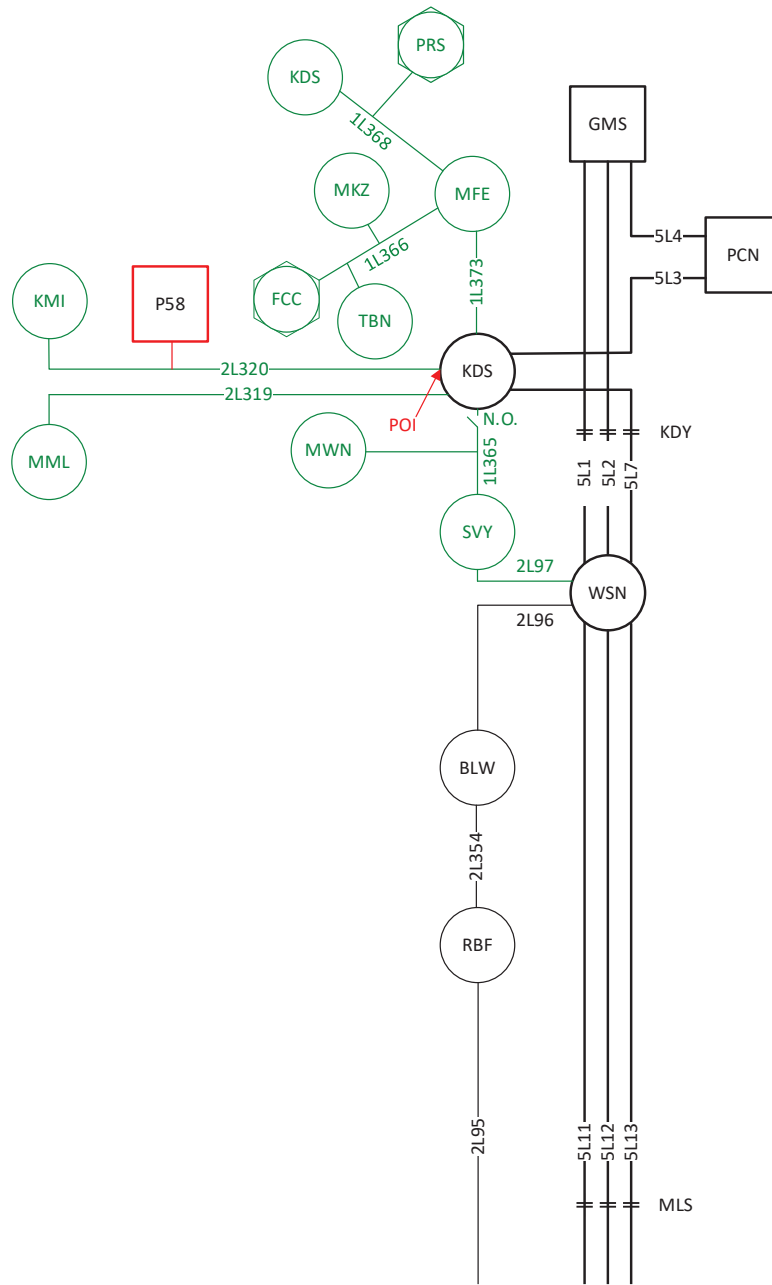 PRS
KDS
1L368
GMS
MKZ
MFE
1L366
5L4
PCN
5L3
1L373
FCC
KMI
P58
TBN
2L320
KDS
2L319
POI
N.O.
KDY
MWN
1L365
MML
5L1
5L2
5L7
SVY
2L97
WSN
2L96
BLW
2L354
RBF
2L95
5L11
5L12
5L13
MLS